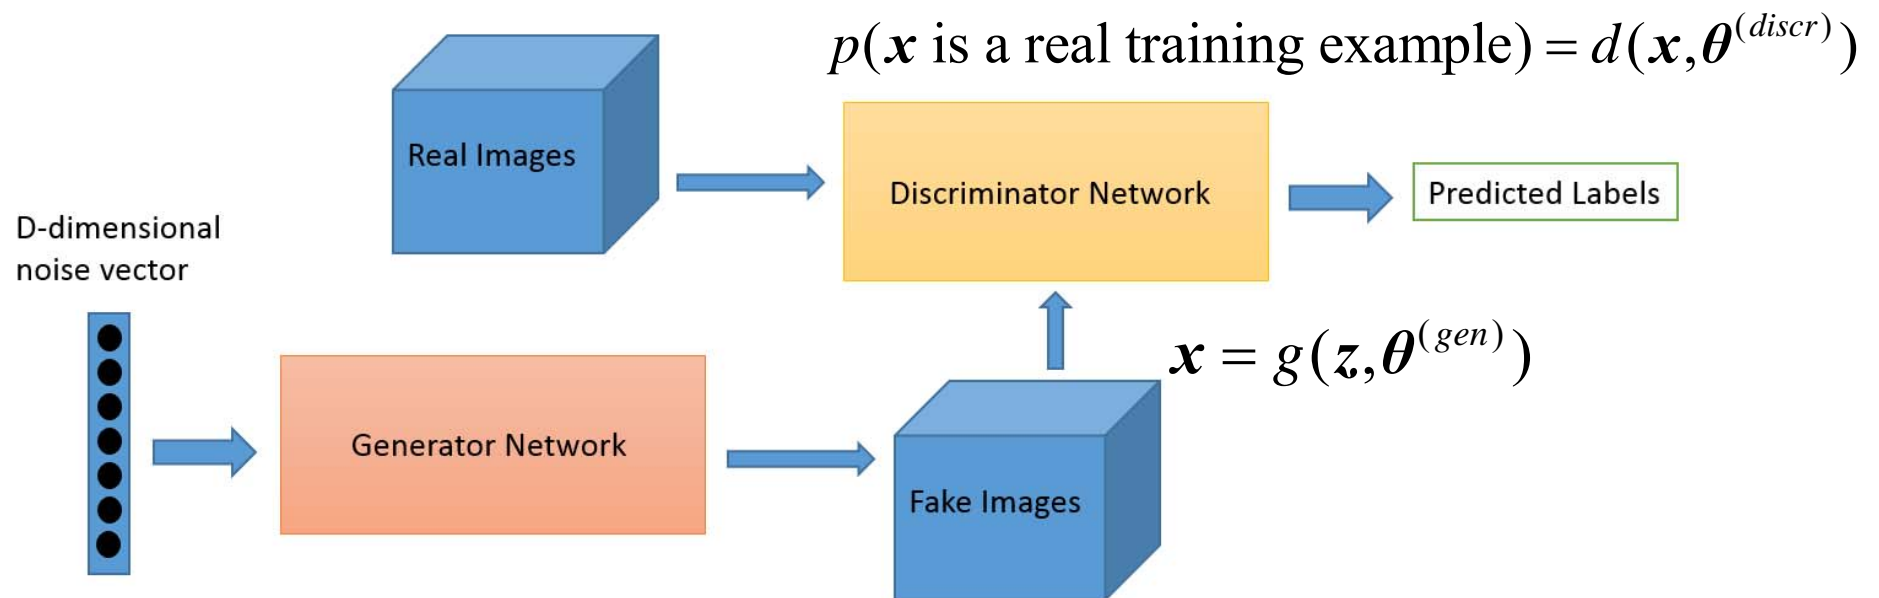 p(x is a real training example) = d(x,θ^(discr))
Real Images
Discriminator Network
Predicted Labels
D-dimensional
noise vector
x = g(z,θ^(gen))
Generator Network
Fake Images